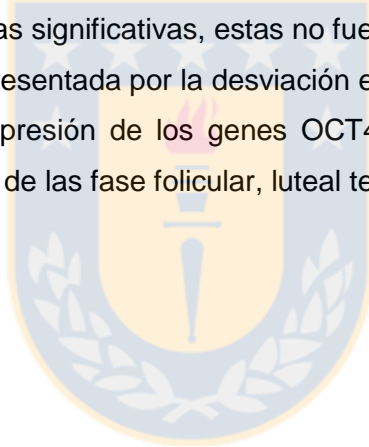 as significativas, estas no fue
esentada por la desviación e
presión de los genes OCT4
de las fase folicular, luteal te